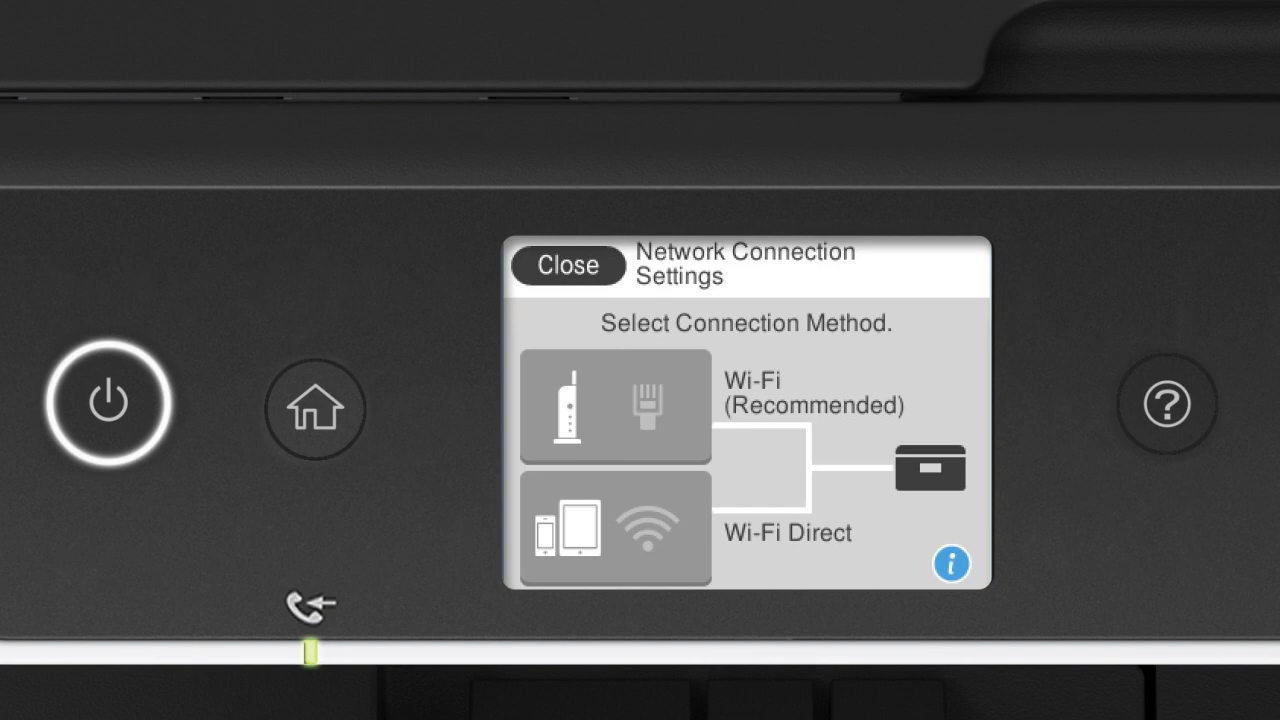 Close
Network Connection
Settings
Select Connection Method.
Wi-Fi
(Recommended)
Wi-Fi Direct
i
?